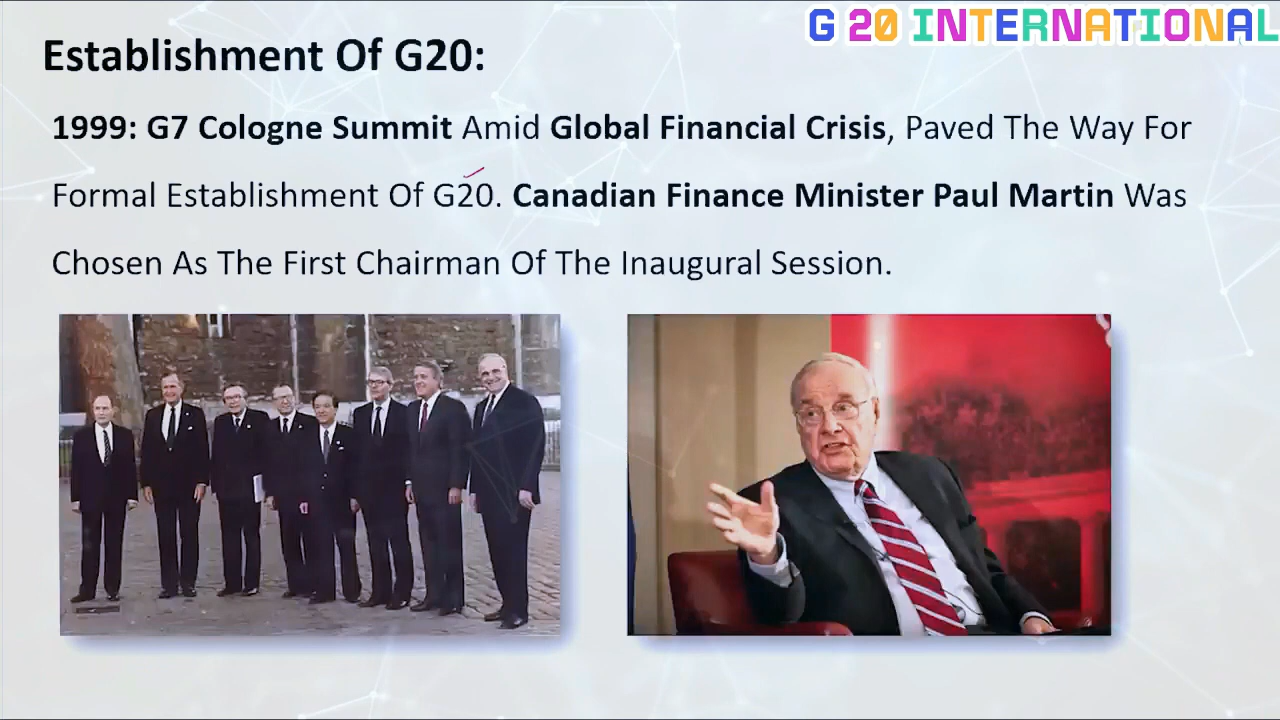 G 20 INTERNATIONAL
Establishment Of G20:
1999: G7 Cologne Summit Amid Global Financial Crisis, Paved The Way For
Formal Establishment Of G20. Canadian Finance Minister Paul Martin Was
Chosen As The First Chairman Of The Inaugural Session.